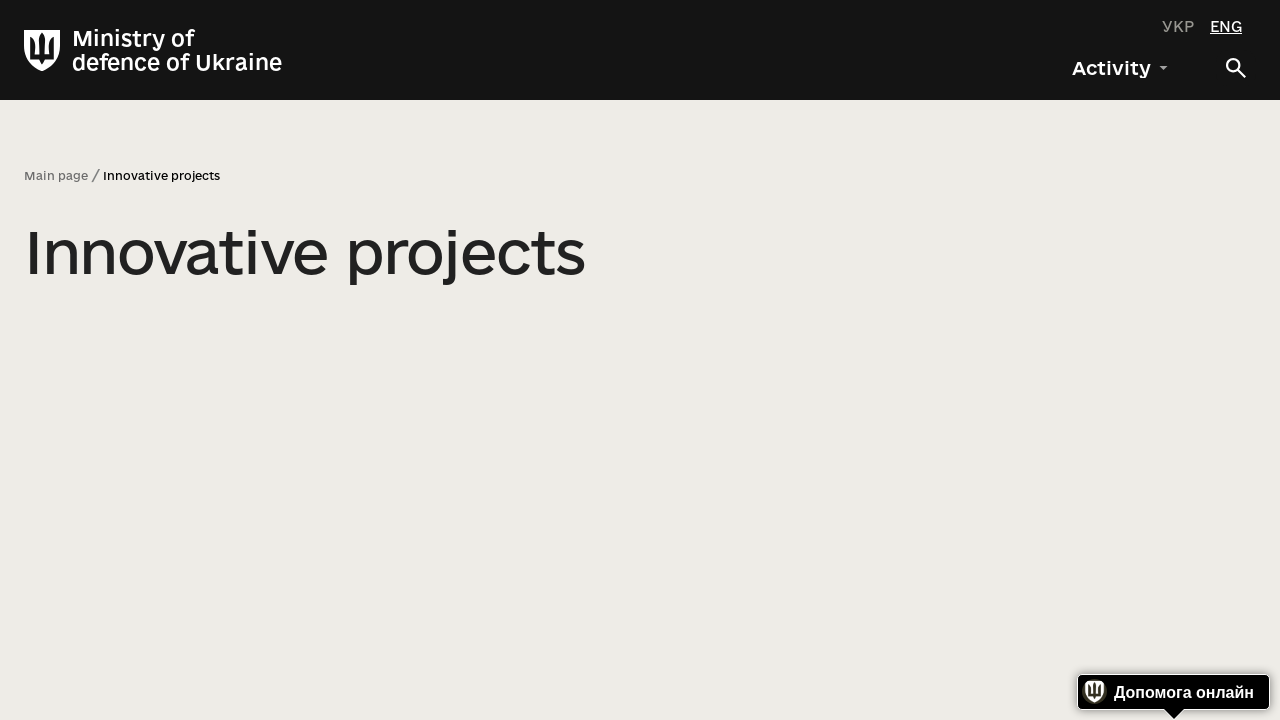 Ministry of
defence of Ukraine
УКР ENG
Activity
Main page / Innovative projects
Innovative projects
Допомога онлайн